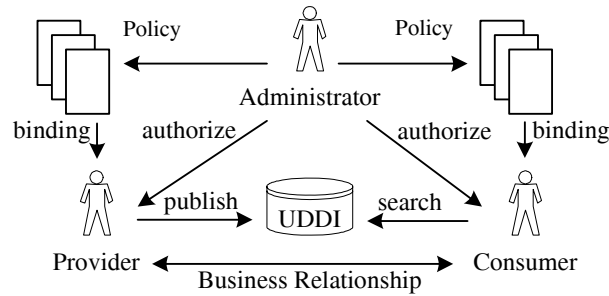 Policy
Policy
Administrator
binding
authorize
authorize
binding
publish
UDDI
search
Provider
Consumer
Business Relationship